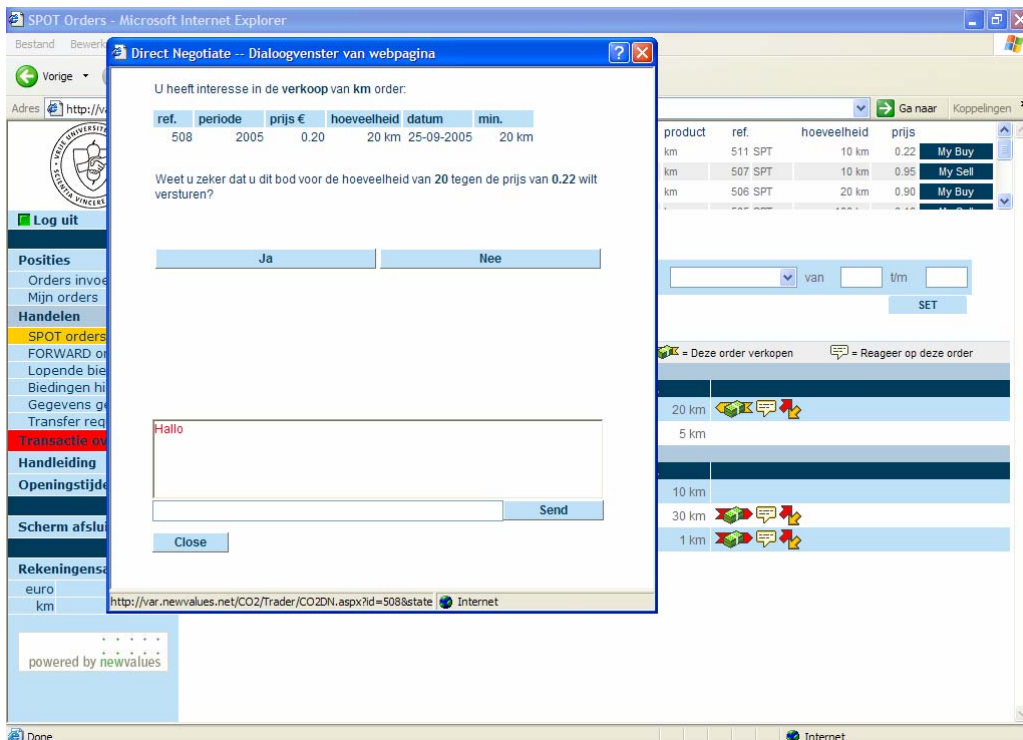 SPOT Orders - Microsoft Internet Explorer
Bestand Bewerk
Vorige
Adres http://va
Ga naar Koppelingen
Direct Negotiate -- Dialoogvenster van webpagina
U heeft interesse in de verkoop van km order:
ref. periode prijs € hoeveelheid datum min.
508 2005 0.20 20 km 25-09-2005 20 km
Weet u zeker dat u dit bod voor de hoeveelheid van 20 tegen de prijs van 0.22 wilt
versturen?
Ja Nee
Hallo
Send
Close
http://var.newvalues.net/CO2/Trader/CO2DN.aspx?id=508&state Internet
Log uit
Posities
Orders invoe
Mijn orders
Handelen
SPOT orders
FORWARD or
Lopende bie
Biedingen hi
Gegevens ge
Transfer req
Transactie ov
Handleiding
Openingstijde
Scherm afslui
Rekeningensa
euro
km
powered by newvalues
product ref. hoeveelheid prijs
km 511 SPT 10 km 0.22 My Buy
km 507 SPT 10 km 0.95 My Sell
km 506 SPT 20 km 0.90 My Buy
van t/m
SET
= Deze order verkopen = Reageer op deze order
20 km
5 km
10 km
30 km
1 km
Done Internet